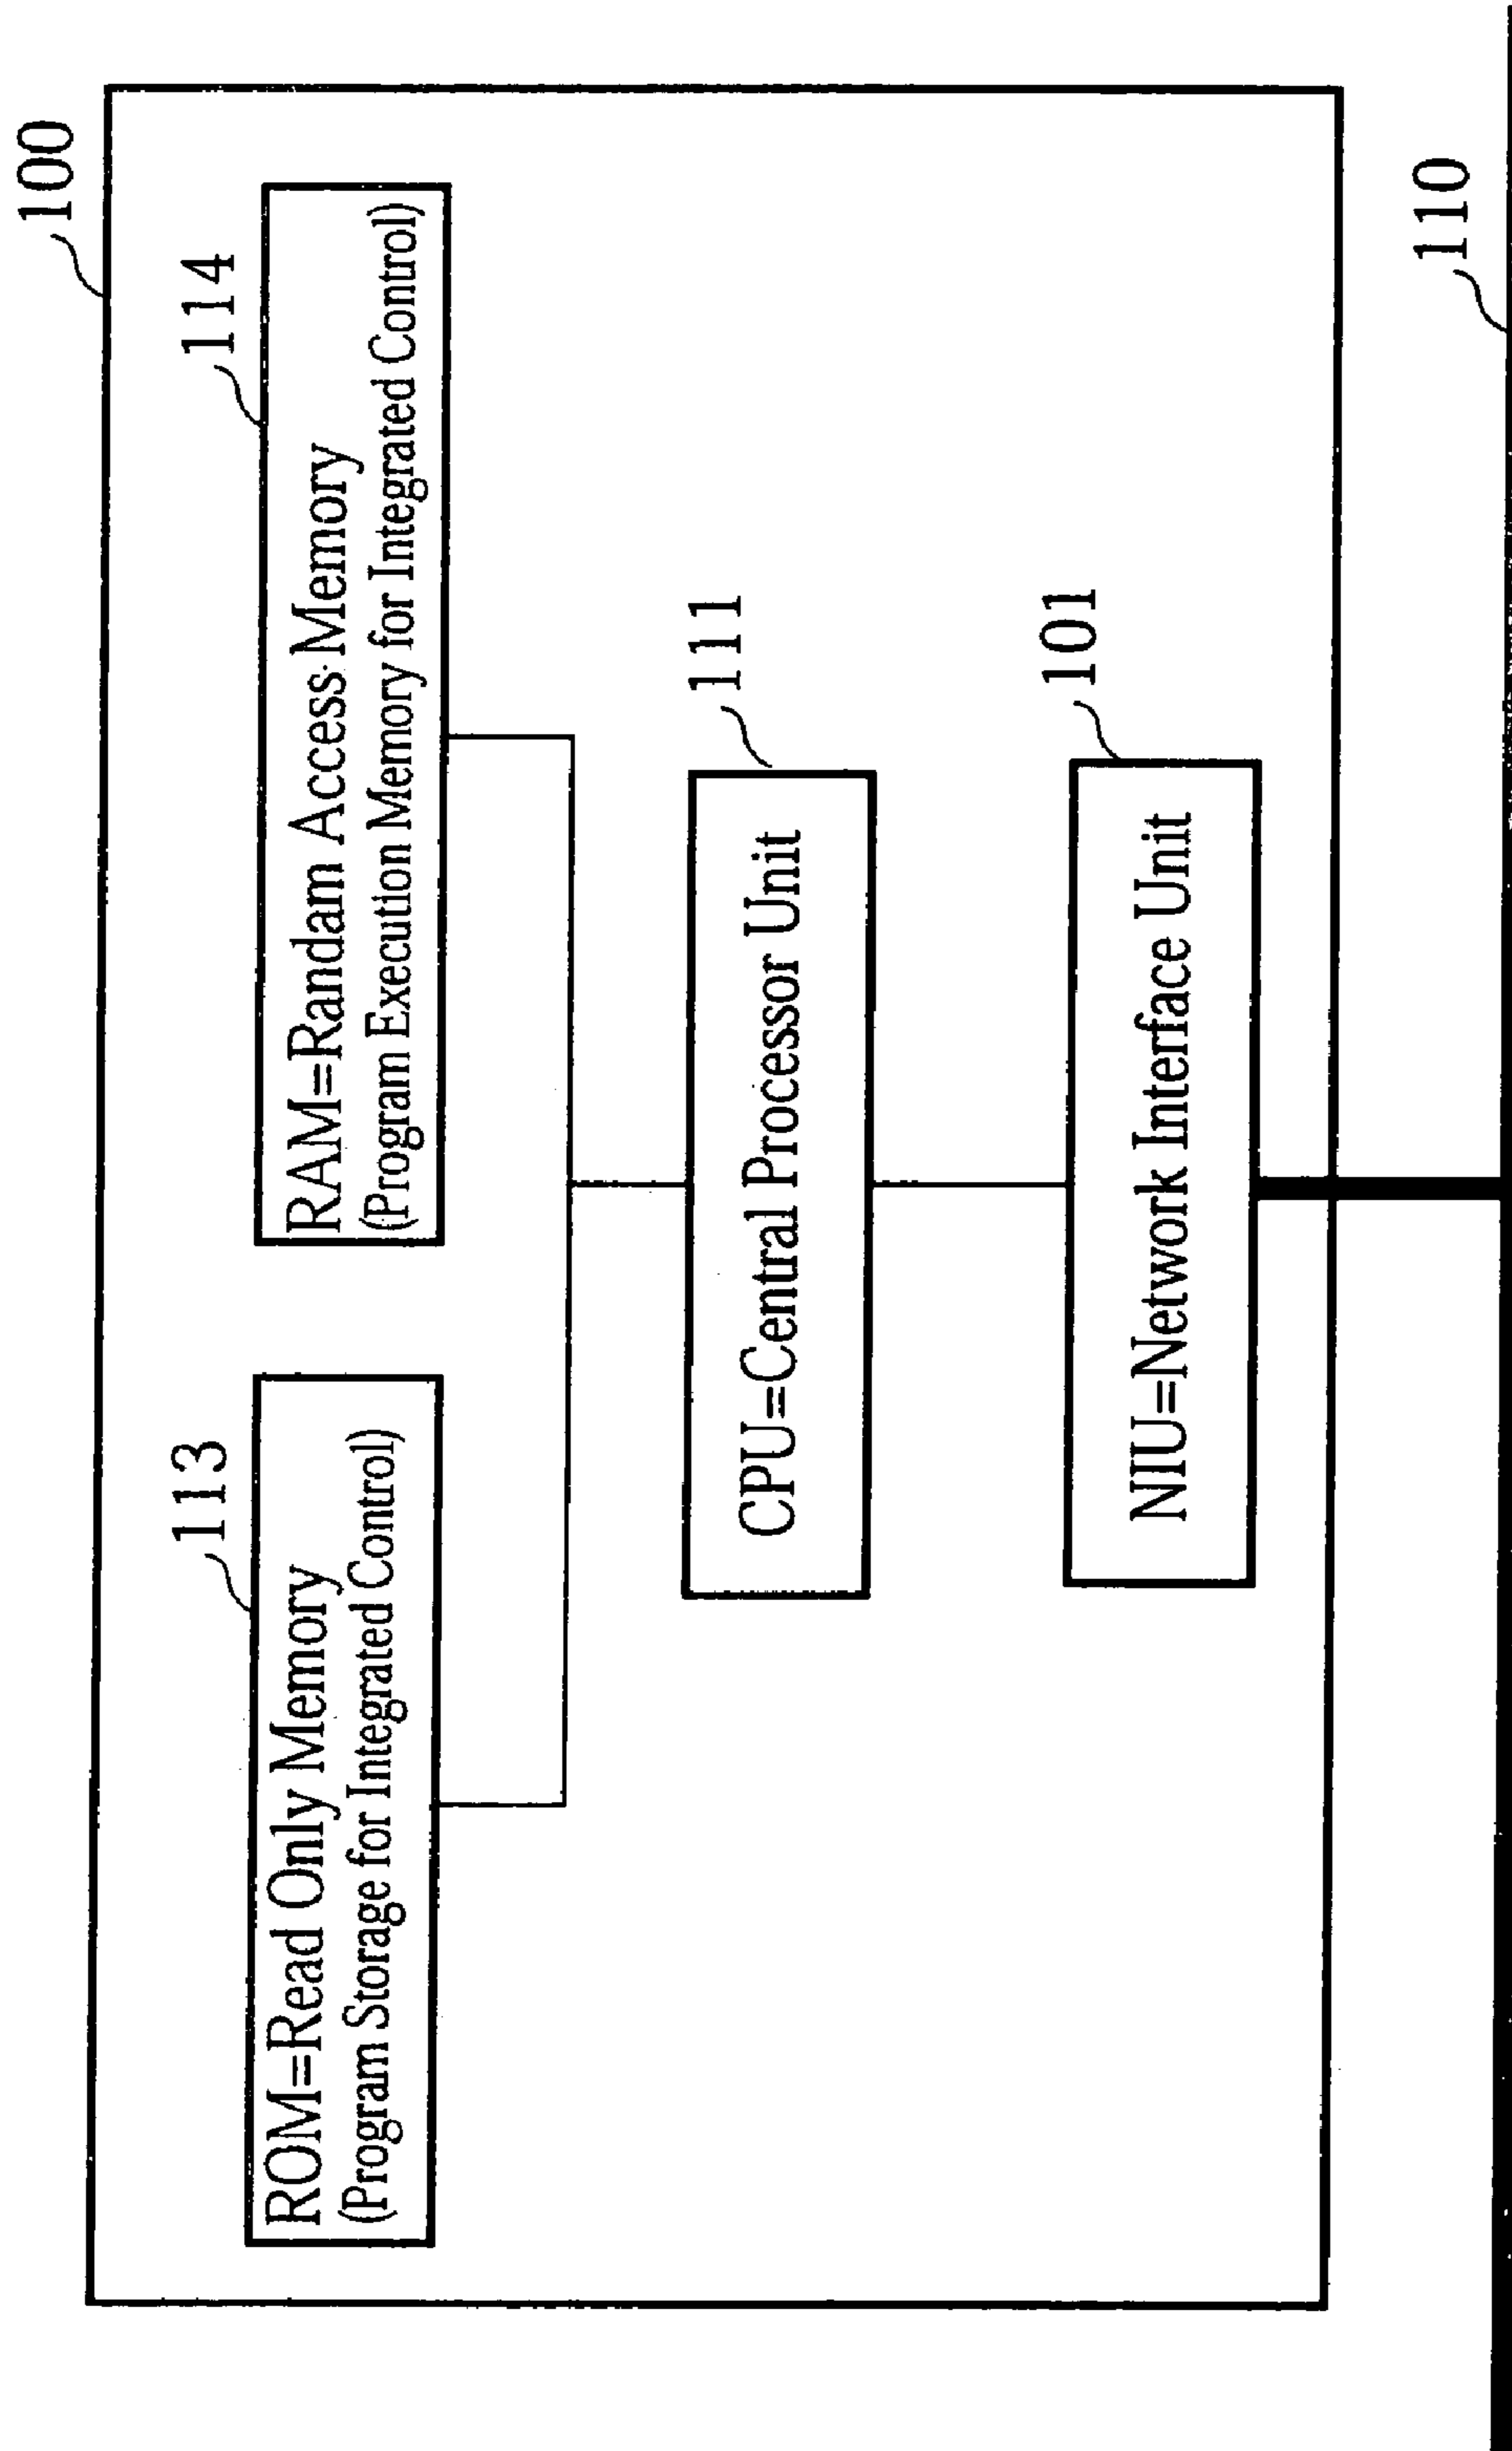 100
113
114
ROM=Read Only Memory
(Program Storage for Integrated Control)
RAM=Randam Access Memory
(Program Execution Memory for Integrated Control)
111
CPU=Central Processor Unit
101
NIU=Network Interface Unit
110